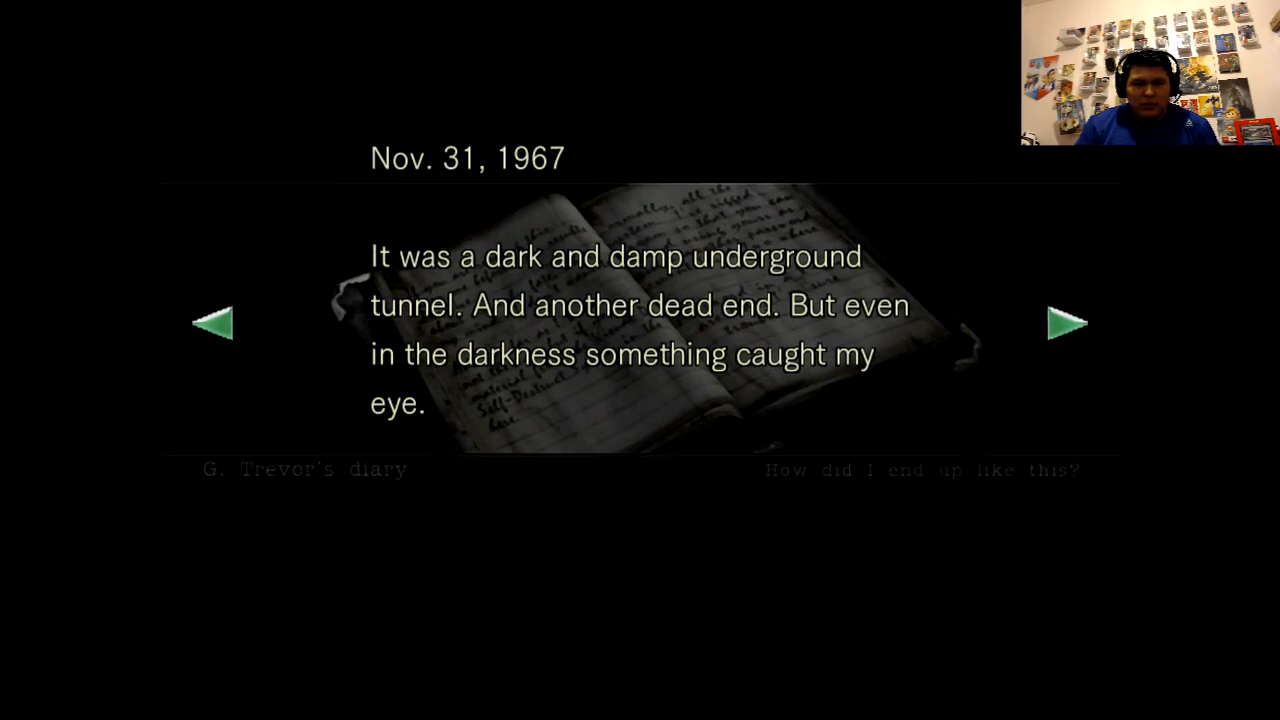 Nov. 31, 1967
It was a dark and damp underground
tunnel. And another dead end. But even
in the darkness something caught my
eye.
G. Trevor's diary
How did I end up like this?